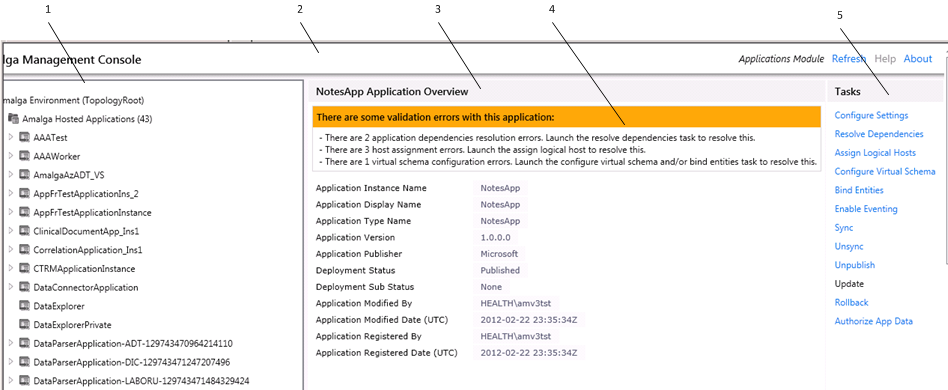 1
2
3
4
5
lga Management Console
Applications Module Refresh Help About
malga Environment (TopologyRoot)
Amalga Hosted Applications (43)
AAATest
AAAWorker
AmalgaAzADT_VS
AppFrTestApplicationIns_2
AppFrTestApplicationInstance
ClinicalDocumentApp_Ins1
CorrelationApplication_Ins1
CTRMApplicationInstance
DataConnectorApplication
DataExplorer
DataExplorerPrivate
DataParserApplication-ADT-129743470964214110
DataParserApplication-DIC-129743471247207496
DataParserApplication-LABORU-129743471484329424
NotesApp Application Overview
There are some validation errors with this application:
- There are 2 application dependencies resolution errors. Launch the resolve dependencies task to resolve this.
- There are 3 host assignment errors. Launch the assign logical host to resolve this.
- There are 1 virtual schema configuration errors. Launch the configure virtual schema and/or bind entities task to resolve this.
Application Instance Name NotesApp
Application Display Name NotesApp
Application Type Name NotesApp
Application Version 1.0.0.0
Application Publisher Microsoft
Deployment Status Published
Deployment Sub Status None
Application Modified By HEALTH\amv3tst
Application Modified Date (UTC) 2012-02-22 23:35:34Z
Application Registered By HEALTH\amv3tst
Application Registered Date (UTC) 2012-02-22 23:35:34Z
Tasks
Configure Settings
Resolve Dependencies
Assign Logical Hosts
Configure Virtual Schema
Bind Entities
Enable Eventing
Sync
Unsync
Unpublish
Update
Rollback
Authorize App Data